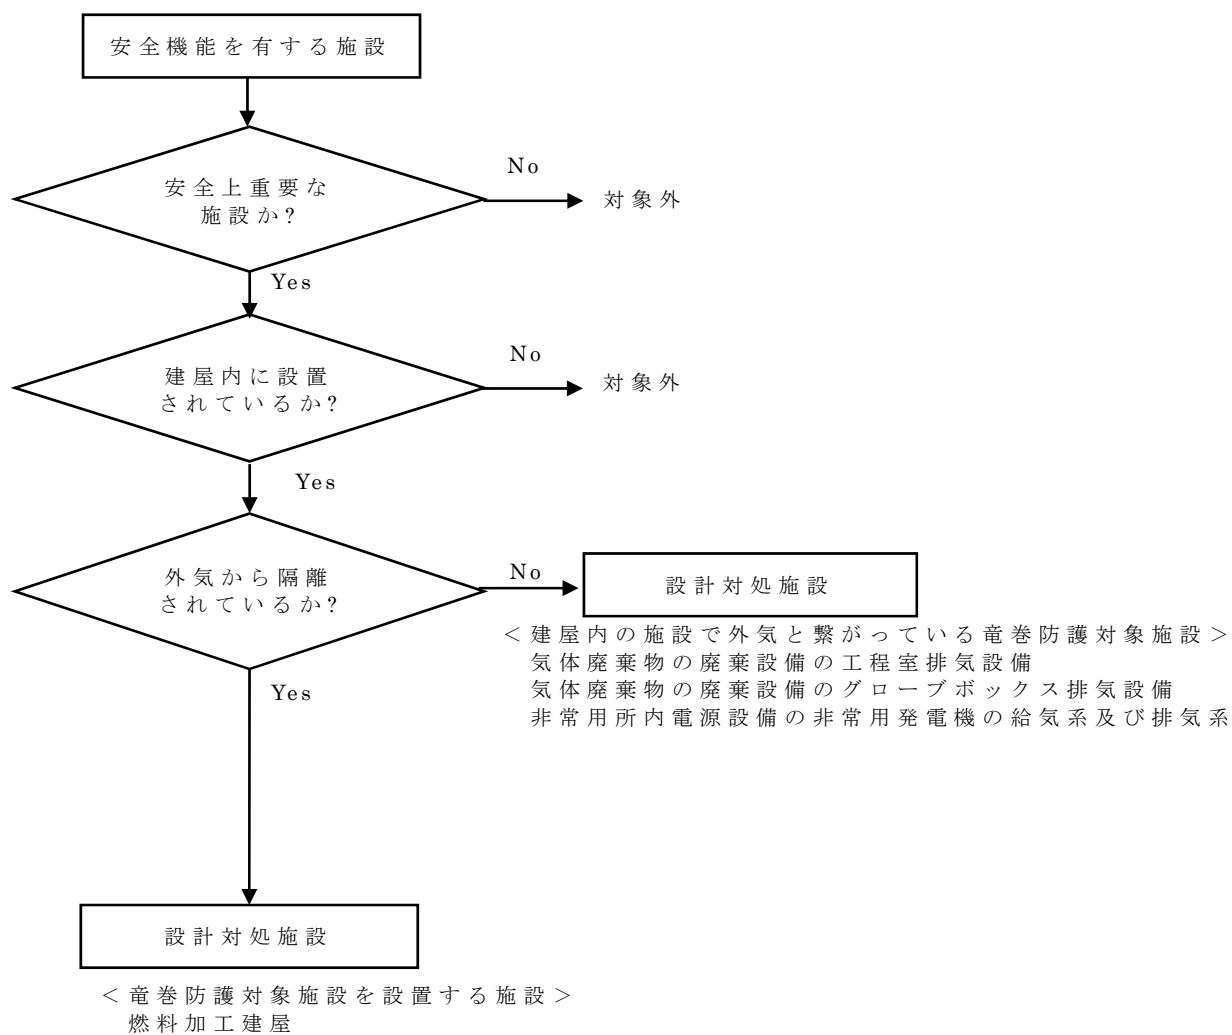 安全機能を有する施設
安全上重要な
施設か?
No
対象外
Yes
建屋内に設置
されているか?
No
対象外
Yes
外気から隔離
されているか?
No
設計対処施設
<建屋内の施設で外気と繋がっている竜巻防護対象施設>
気体廃棄物の廃棄設備の工程室排気設備
気体廃棄物の廃棄設備のグローブボックス排気設備
非常用所内電源設備の非常用発電機の給気系及び排気系
Yes
設計対処施設
<竜巻防護対象施設を設置する施設>
燃料加工建屋